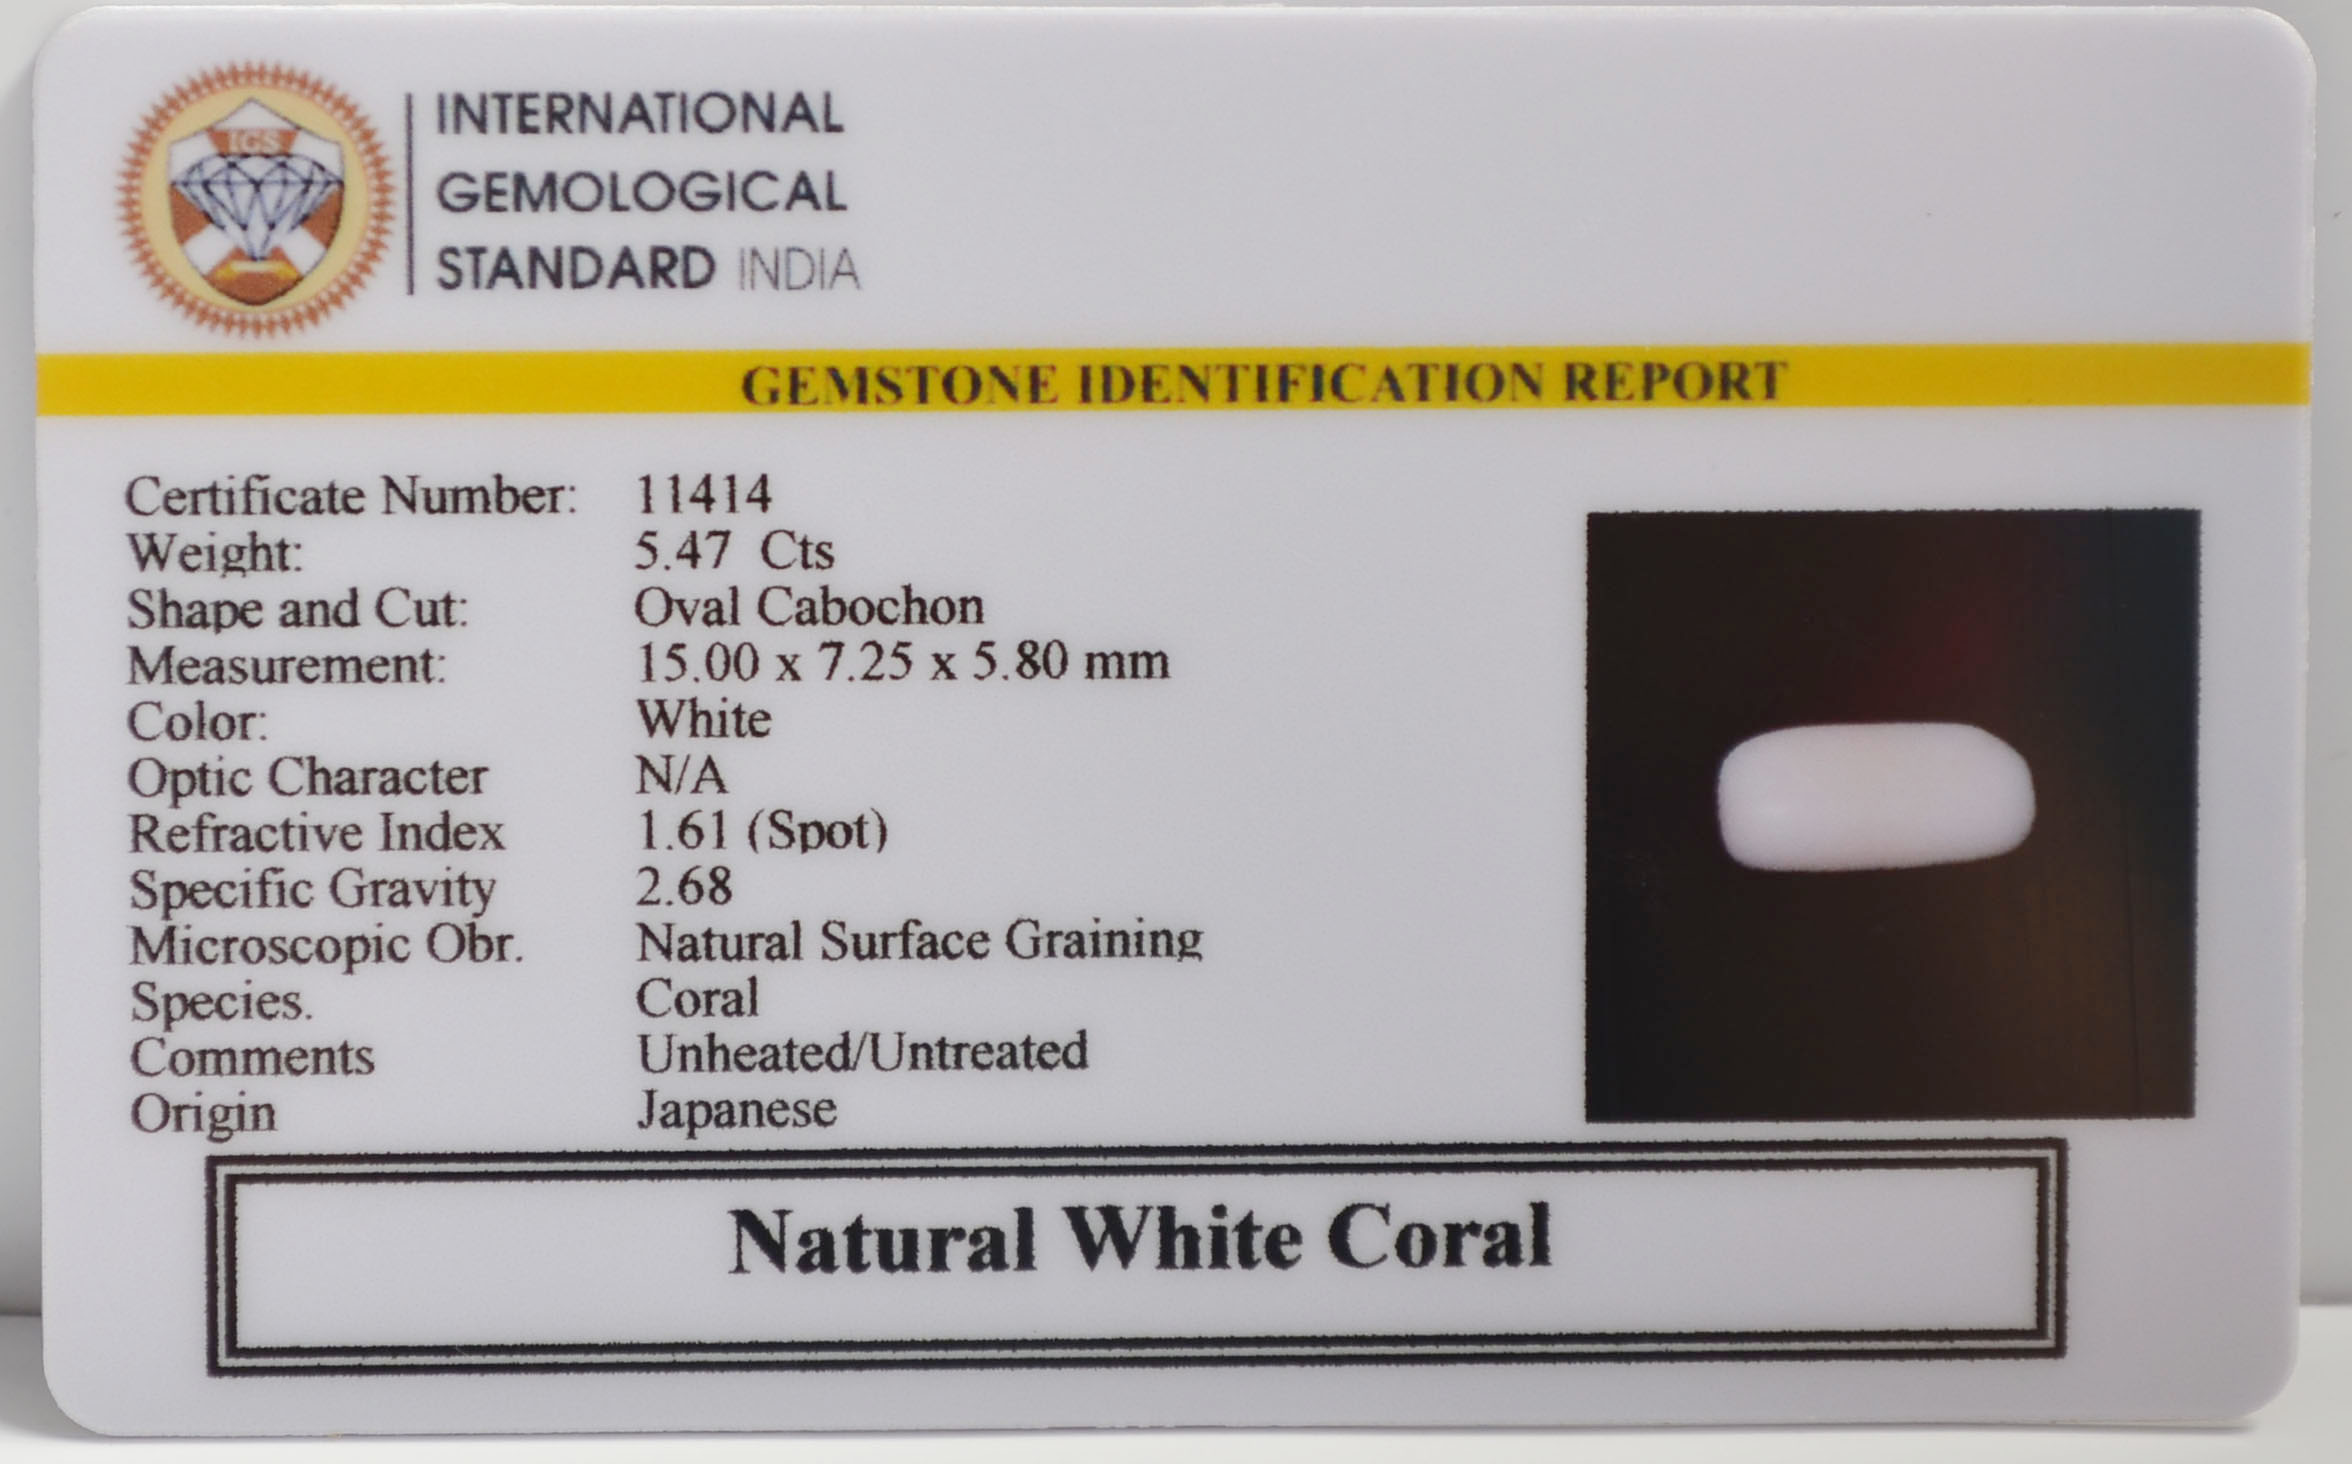 IGS
INTERNATIONAL
GEMOLOGICAL
STANDARD INDIA
GEMSTONE IDENTIFICATION REPORT
Certificate Number: 11414
Weight: 5.47 Cts
Shape and Cut: Oval Cabochon
Measurement: 15.00 x 7.25 x 5.80 mm
Color: White
Optic Character N/A
Refractive Index 1.61 (Spot)
Specific Gravity 2.68
Microscopic Obr. Natural Surface Graining
Species. Coral
Comments Unheated/Untreated
Origin Japanese
Natural White Coral